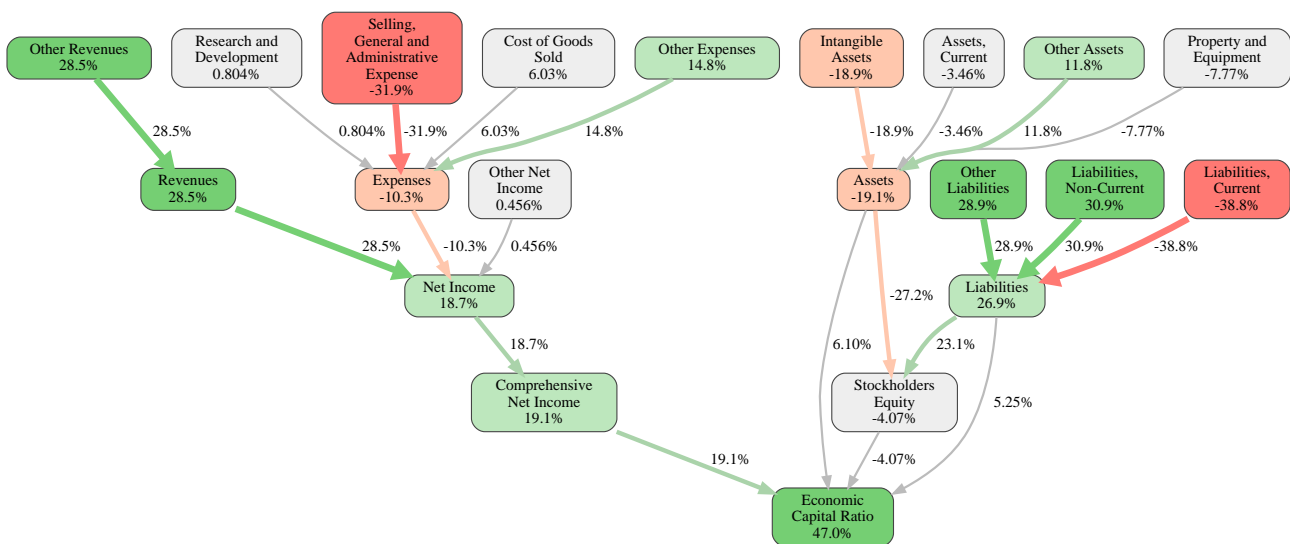 Other Revenues
28.5%
Research and
Development
0.804%
Selling,
General and
Administrative
Expense
-31.9%
Cost of Goods
Sold
6.03%
Other Expenses
14.8%
Intangible
Assets
-18.9%
Assets,
Current
-3.46%
Other Assets
11.8%
Property and
Equipment
-7.77%
28.5%
0.804%
-31.9%
6.03%
14.8%
-18.9%
-3.46%
11.8%
-7.77%
Revenues
28.5%
Expenses
-10.3%
Other Net
Income
0.456%
Assets
-19.1%
Other
Liabilities
28.9%
Liabilities,
Non-Current
30.9%
Liabilities,
Current
-38.8%
28.5%
-10.3%
0.456%
28.9%
30.9%
-38.8%
Net Income
18.7%
-27.2%
Liabilities
26.9%
18.7%
6.10%
23.1%
Comprehensive
Net Income
19.1%
Stockholders
Equity
-4.07%
5.25%
19.1%
-4.07%
Economic
Capital Ratio
47.0%